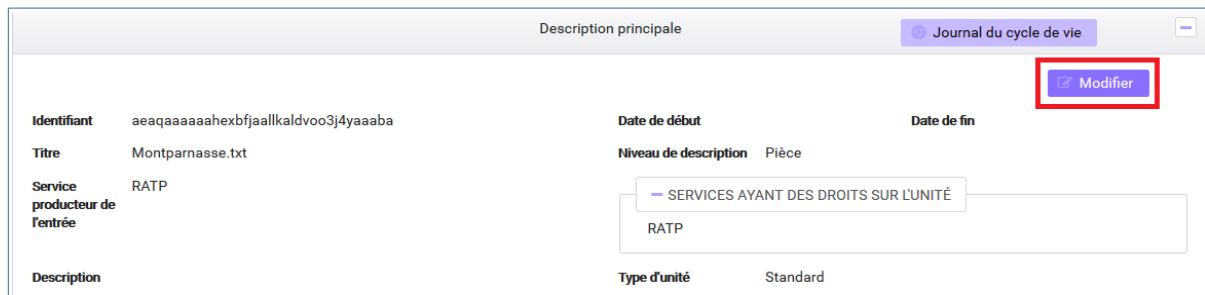 Description principale
Journal du cycle de vie
Modifier
Identifiant aeaqaaaaaahexbfjaallkaldvoo3j4yaaaba
Date de début
Date de fin
Titre Montparnasse.txt
Niveau de description Pièce
Service
producteur de
l'entrée
RATP
SERVICES AYANT DES DROITS SUR L'UNITÉ
RATP
Description
Type d'unité Standard